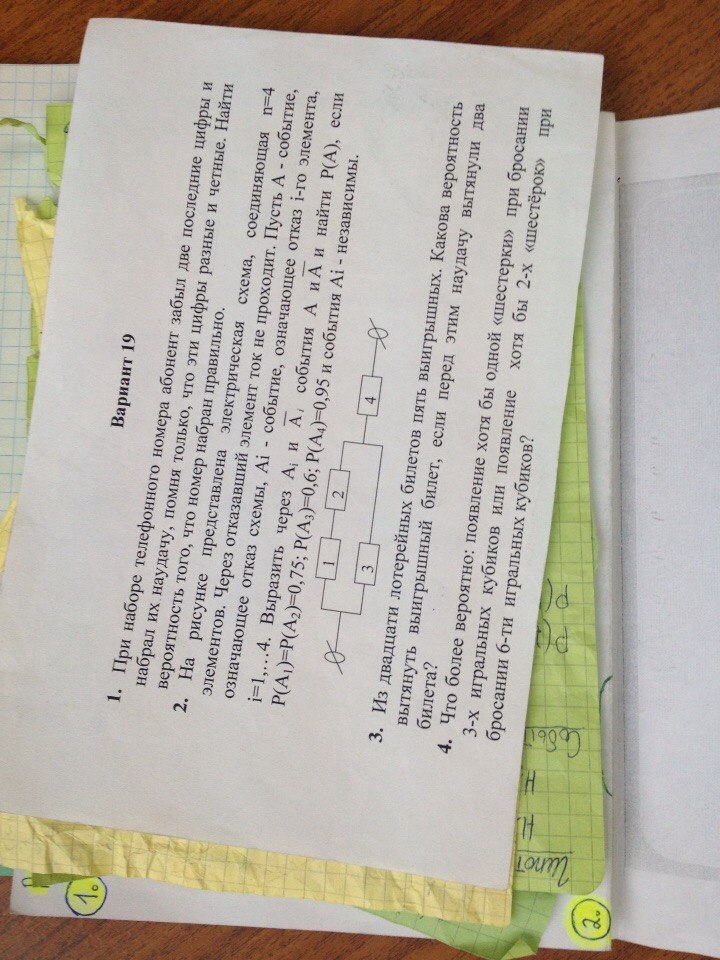 Вариант 19
1. При наборе телефонного номера абонент забыл две последние цифры и
набрал их наудачу, помня только, что эти цифры разные и четные. Найти
вероятность того, что номер набран правильно.
2. На рисунке представлена электрическая схема, соединяющая n=4
элементов. Через отказавший элемент ток не проходит. Пусть А - событие,
означающее отказ схемы, Ai - событие, означающее отказ i-го элемента,
i=1,…4. Выразить через Aᵢ и A̅ᵢ события А и A̅ и найти Р(А), если
Р(А₁)=Р(А₂)=0,75; Р(А₃)=0,6; Р(А₄)=0,95 и события Ai - независимы.
1
2
3
4
3. Из двадцати лотерейных билетов пять выигрышных. Какова вероятность
вытянуть выигрышный билет, если перед этим наудачу вытянули два
билета?
4. Что более вероятно: появление хотя бы одной «шестерки» при бросании
3-х игральных кубиков или появление хотя бы 2-х «шестёрок» при
бросании 6-ти игральных кубиков?
1.
2.